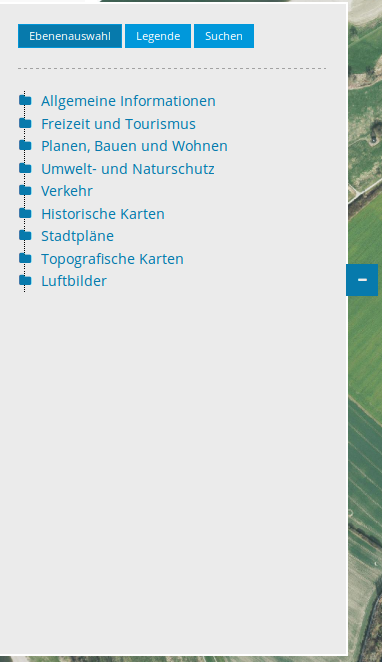 Ebenenauswahl Legende Suchen
Allgemeine Informationen
Freizeit und Tourismus
Planen, Bauen und Wohnen
Umwelt- und Naturschutz
Verkehr
Historische Karten
Stadtpläne
Topografische Karten
Luftbilder